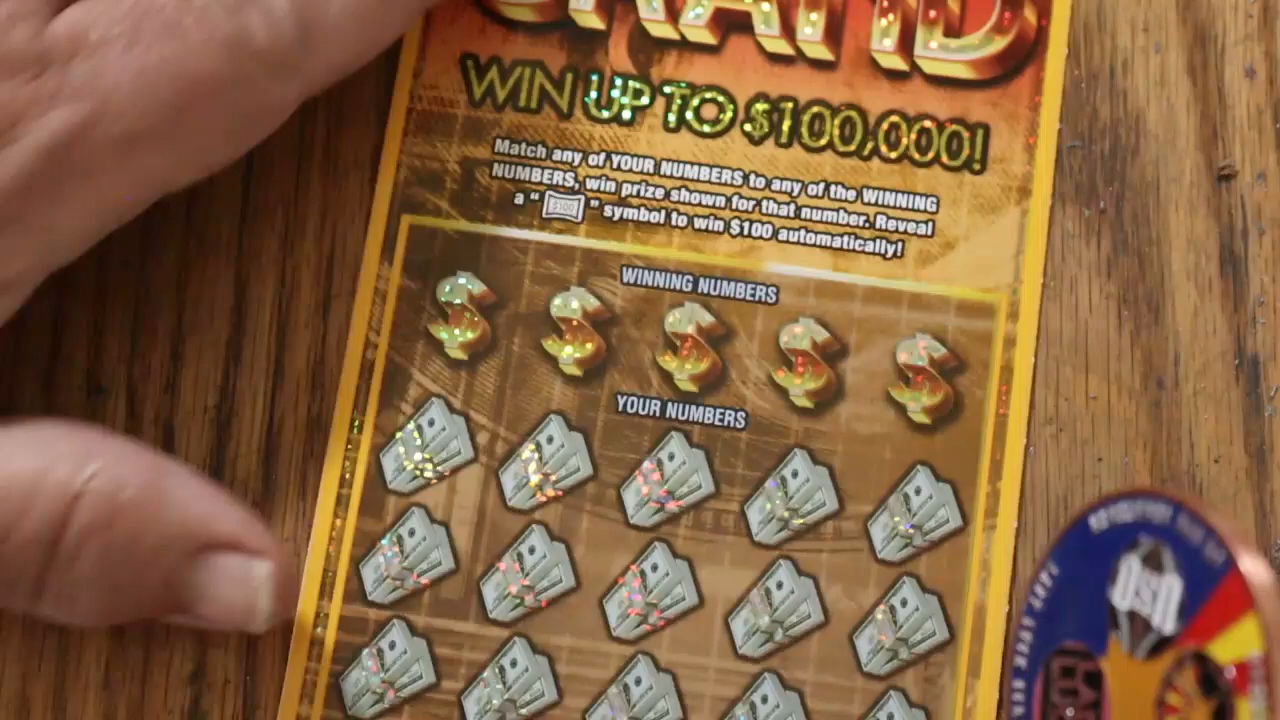 GRAND
WIN UP TO $100,000!
Match any of YOUR NUMBERS to any of the WINNING
NUMBERS, win prize shown for that number. Reveal
a " $100 " symbol to win $100 automatically!
WINNING NUMBERS
YOUR NUMBERS